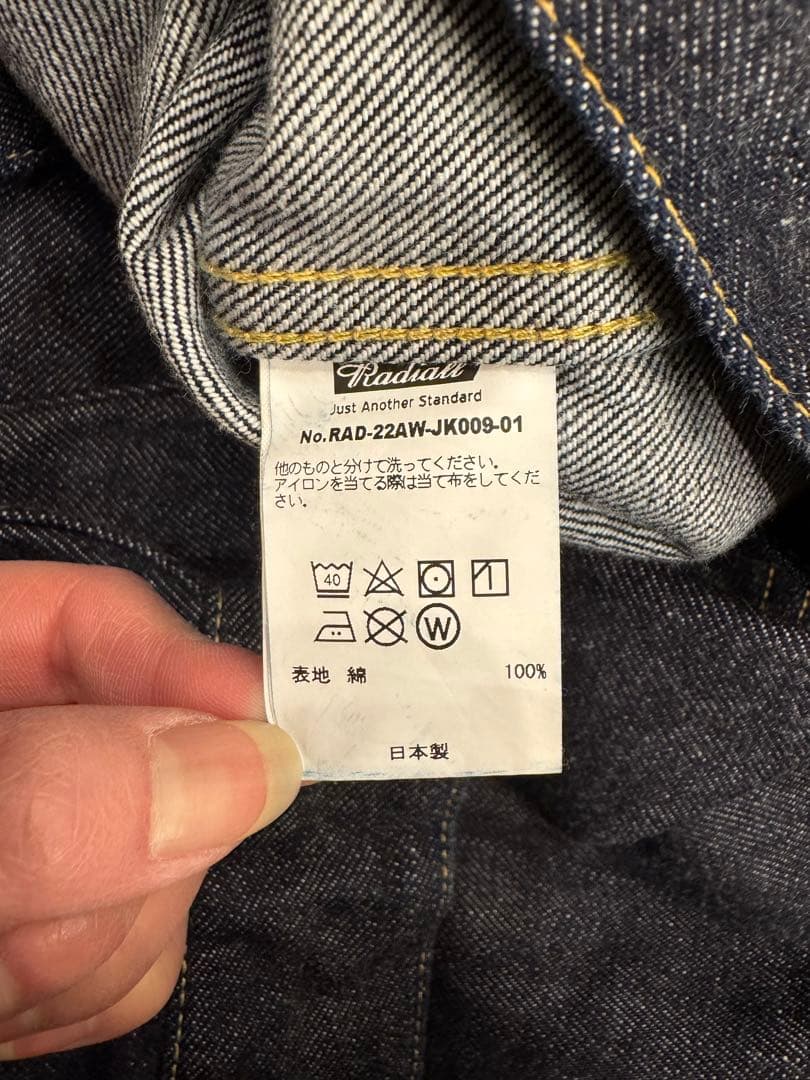 Radiall
Just Another Standard
No.RAD-22AW-JK009-01
他のものと分けて洗ってください。
アイロンを当てる際は当て布をしてくだ
さい。
40
W
表地 綿 100%
日本製